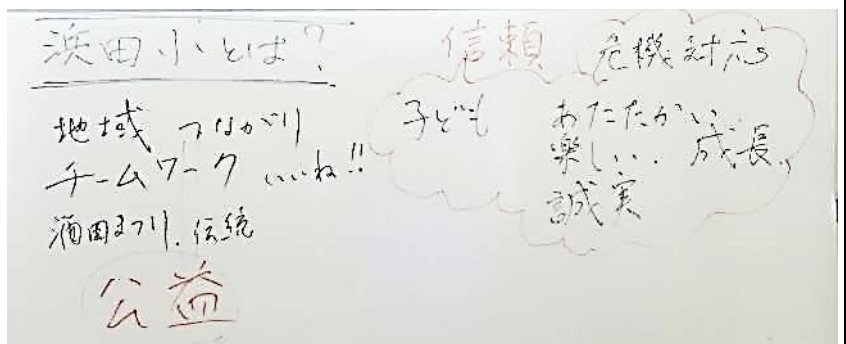 浜田小とは?
地域 つながり
チームワーク いいね!!
酒田まつり、伝統
公益
信頼 危機対応
子ども あたたかい、
楽しい、成長、
誠実